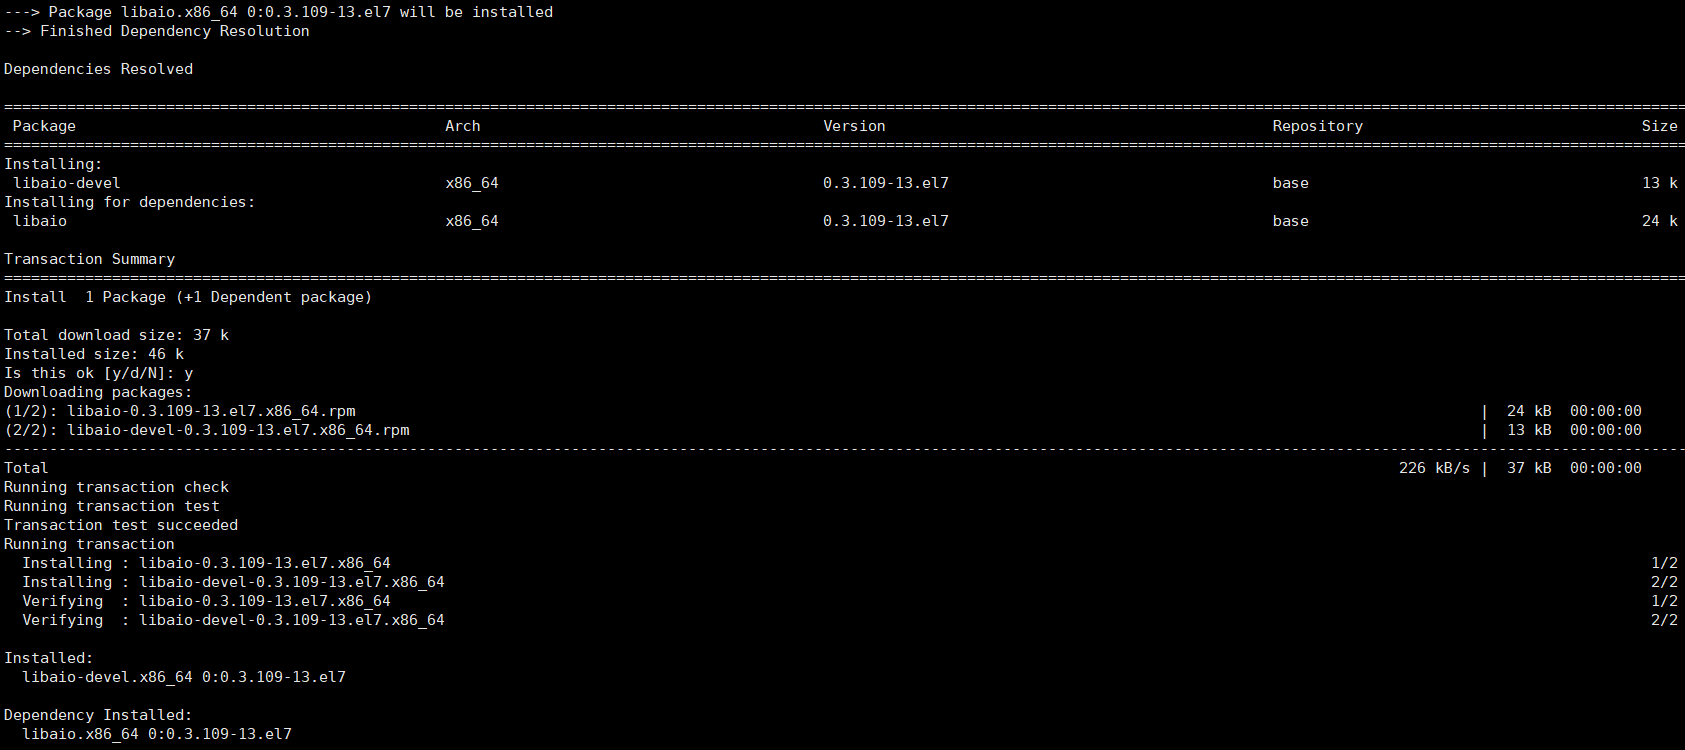 ---> Package libaio.x86_64 0:0.3.109-13.el7 will be installed
--> Finished Dependency Resolution
Dependencies Resolved
================================================================================
Package Arch Version Repository Size
================================================================================
Installing:
libaio-devel x86_64 0.3.109-13.el7 base 13 k
Installing for dependencies:
libaio x86_64 0.3.109-13.el7 base 24 k
Transaction Summary
================================================================================
Install  1 Package (+1 Dependent package)
Total download size: 37 k
Installed size: 46 k
Is this ok [y/d/N]: y
Downloading packages:
(1/2): libaio-0.3.109-13.el7.x86_64.rpm | 24 kB 00:00:00
(2/2): libaio-devel-0.3.109-13.el7.x86_64.rpm | 13 kB 00:00:00
--------------------------------------------------------------------------------
Total 226 kB/s | 37 kB 00:00:00
Running transaction check
Running transaction test
Transaction test succeeded
Running transaction
Installing : libaio-0.3.109-13.el7.x86_64 1/2
Installing : libaio-devel-0.3.109-13.el7.x86_64 2/2
Verifying  : libaio-0.3.109-13.el7.x86_64 1/2
Verifying  : libaio-devel-0.3.109-13.el7.x86_64 2/2
Installed:
libaio-devel.x86_64 0:0.3.109-13.el7
Dependency Installed:
libaio.x86_64 0:0.3.109-13.el7